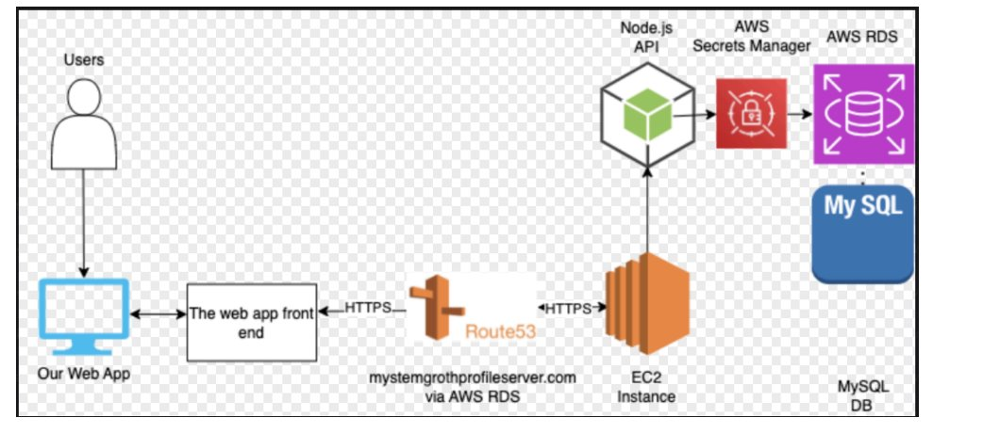 Users
Our Web App
The web app front
end
HTTPS
Route53
mystemgrothprofileserver.com
via AWS RDS
HTTPS
EC2
Instance
Node.js
API
AWS
Secrets Manager
AWS RDS
My SQL
MySQL
DB